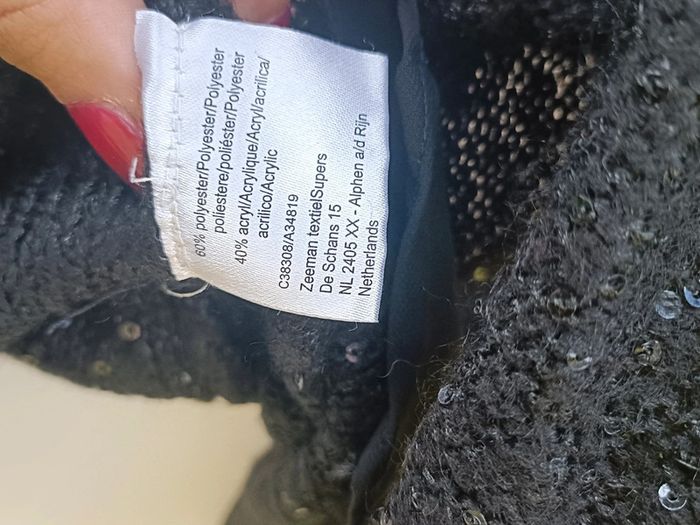 60% polyester/Polyester/Polyester
poliestere/poliéster/Polyester
40% acryl/Acrylique/Acryl/acrilica/
acrilico/Acrylic
C38308/A34819
Zeeman textielSupers
De Schans 15
NL 2405 XX - Alphen a/d Rijn
Netherlands